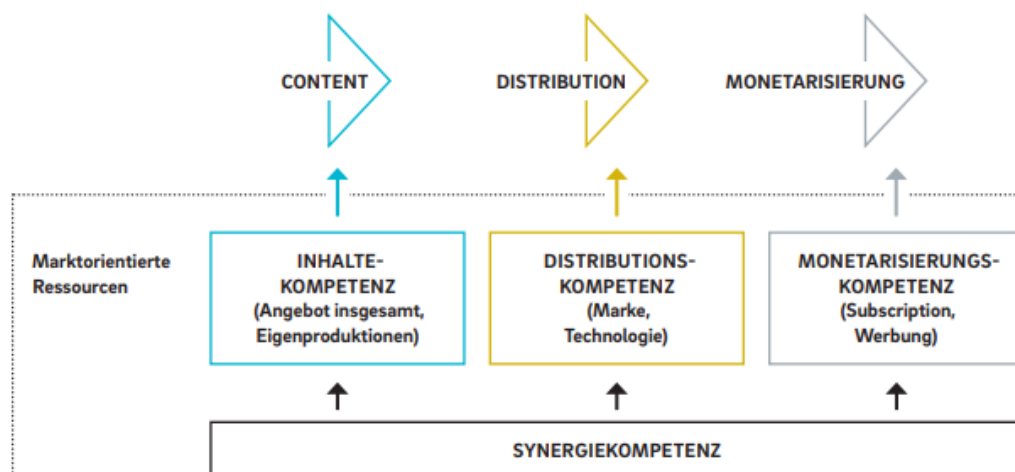 CONTENT
DISTRIBUTION
MONETARISIERUNG
Marktorientierte
Ressourcen
INHALTE-
KOMPETENZ
(Angebot insgesamt,
Eigenproduktionen)
DISTRIBUTIONS-
KOMPETENZ
(Marke,
Technologie)
MONETARISIERUNGS-
KOMPETENZ
(Subscription,
Werbung)
SYNERGIEKOMPETENZ